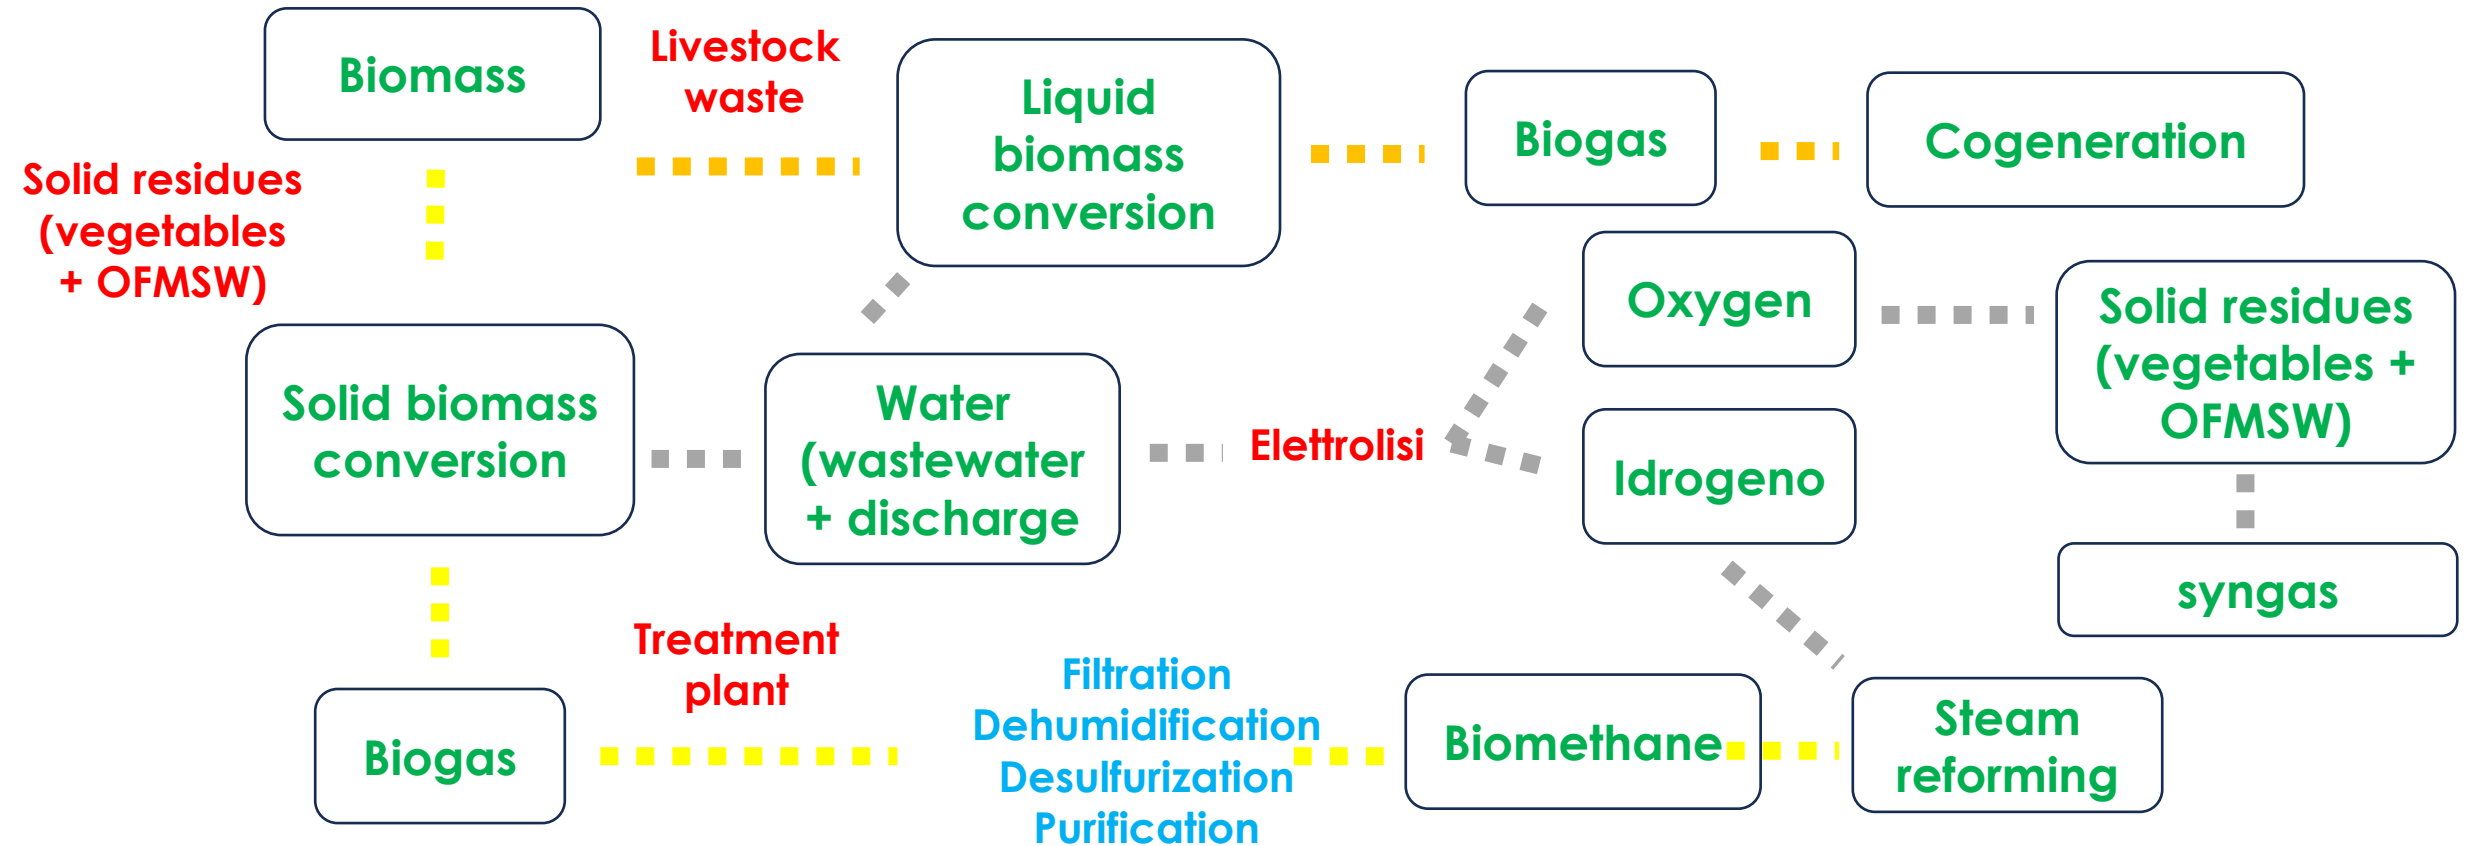 Biomass
Livestock
waste
Liquid
biomass
conversion
Biogas
Cogeneration
Solid residues
(vegetables
+ OFMSW)
Oxygen
Solid residues
(vegetables +
OFMSW)
Solid biomass
conversion
Water
(wastewater
+ discharge
Elettrolisi
Idrogeno
syngas
Treatment
plant
Biogas
Filtration
Dehumidification
Desulfurization
Purification
Biomethane
Steam
reforming